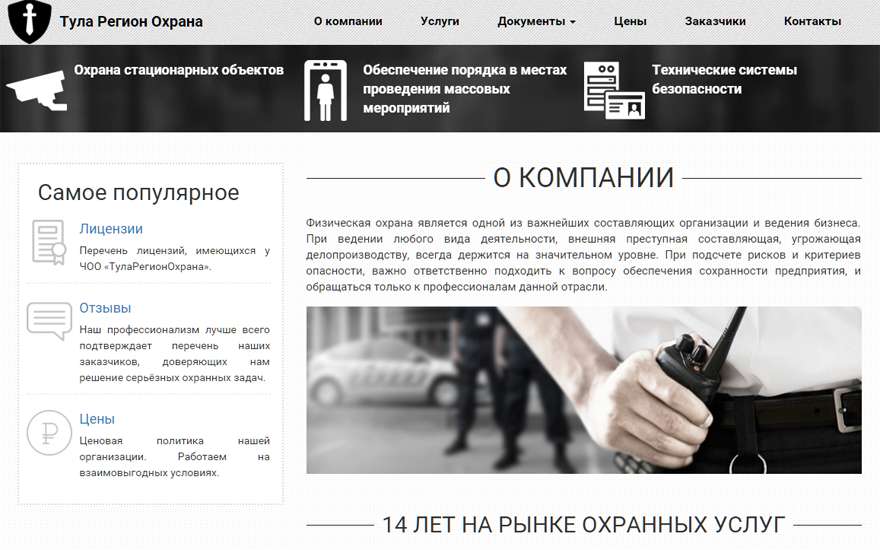 Тула Регион Охрана
О компании
Услуги
Документы
Цены
Заказчики
Контакты
Охрана стационарных объектов
Обеспечение порядка в местах
проведения массовых
мероприятий
Технические системы
безопасности
Самое популярное
Лицензии
Перечень лицензий, имеющихся у
ЧОО «ТулаРегионОхрана».
Отзывы
Наш профессионализм лучше всего
подтверждает перечень наших
заказчиков, доверяющих нам
решение серьёзных охранных задач.
Цены
Ценовая политика нашей
организации. Работаем на
взаимовыгодных условиях.
О КОМПАНИИ
Физическая охрана является одной из важнейших составляющих организации и ведения бизнеса.
При ведении любого вида деятельности, внешняя преступная составляющая, угрожающая
делопроизводству, всегда держится на значительном уровне. При подсчете рисков и критериев
опасности, важно ответственно подходить к вопросу обеспечения сохранности предприятия, и
обращаться только к профессионалам данной отрасли.
14 ЛЕТ НА РЫНКЕ ОХРАННЫХ УСЛУГ